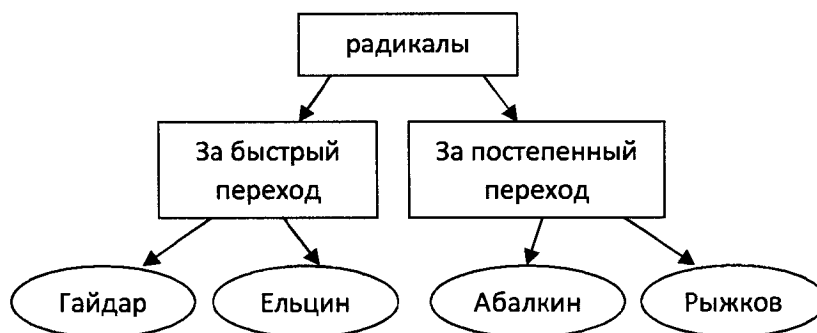 радикалы
За быстрый
переход
За постепенный
переход
Гайдар
Ельцин
Абалкин
Рыжков